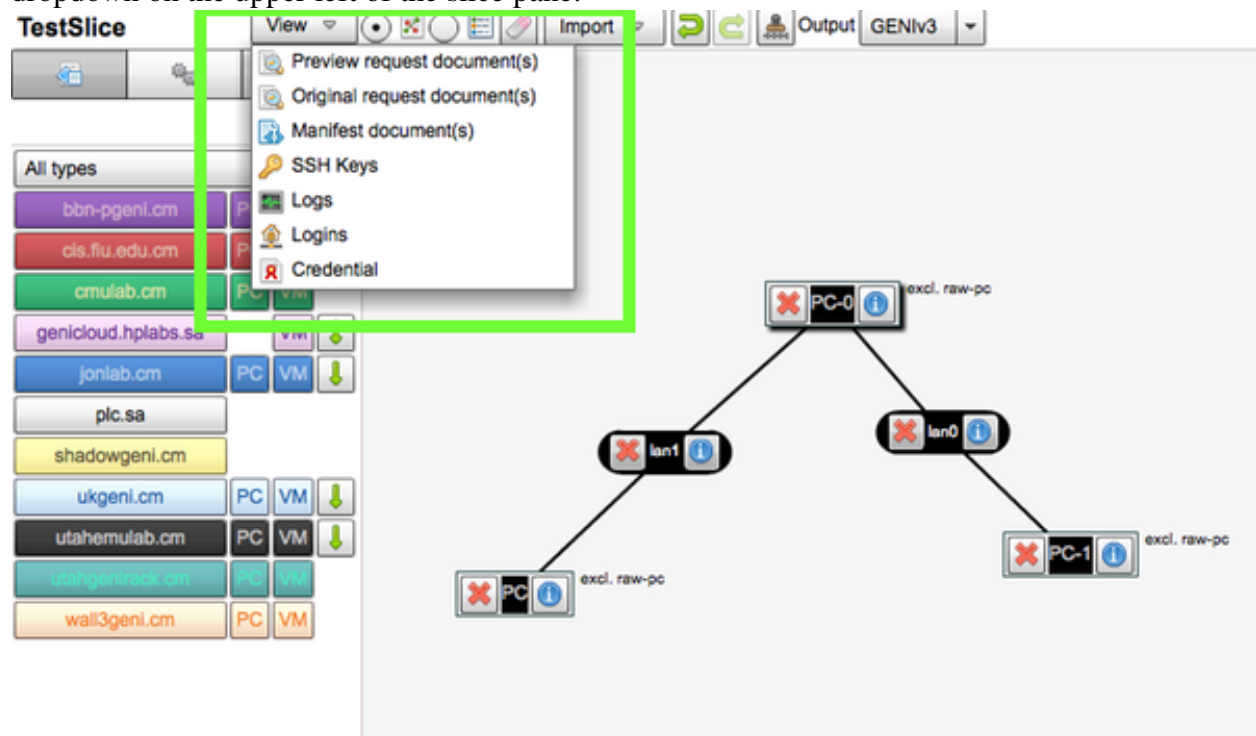 dropdown on the upper left of the slice pane.
TestSlice View Import Output GENIv3
Preview request document(s)
Original request document(s)
Manifest document(s)
SSH Keys
Logs
Logins
Credential
All types
bbn-pgeni.cm
cis.fiu.edu.cm
cmulab.cm PC VM
genicloud.hplabs.sa VM
jonlab.cm PC VM
plc.sa
shadowgeni.cm
ukgeni.cm PC VM
utahemulab.cm PC VM
utahgenirack.cm PC VM
wall3geni.cm PC VM
PC-0 excl. raw-pc
lan1
lan0
PC excl. raw-pc
PC-1 excl. raw-pc